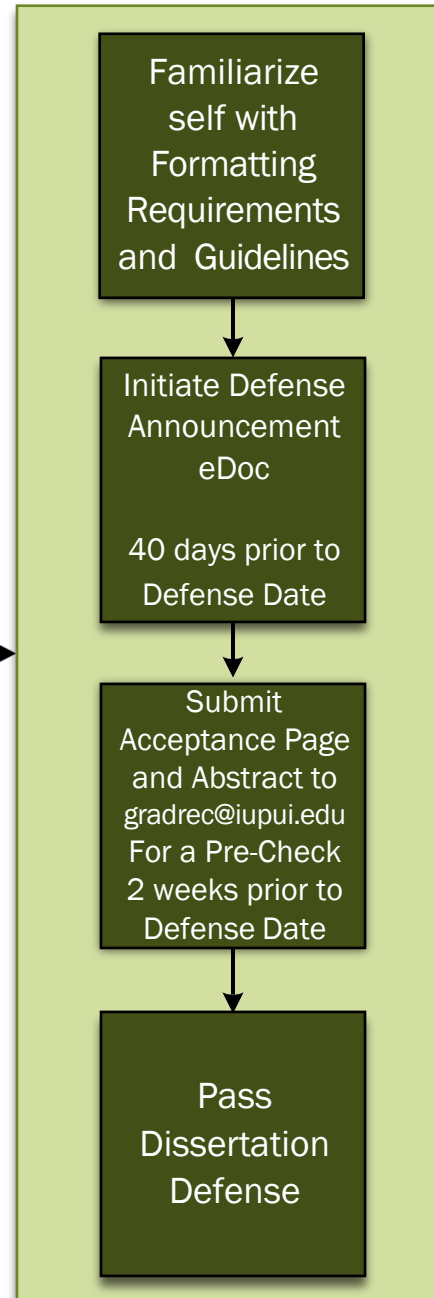 Familiarize
self with
Formatting
Requirements
and Guidelines
Initiate Defense
Announcement
eDoc
40 days prior to
Defense Date
Submit
Acceptance Page
and Abstract to
gradrec@iupui.edu
For a Pre-Check
2 weeks prior to
Defense Date
Pass
Dissertation
Defense